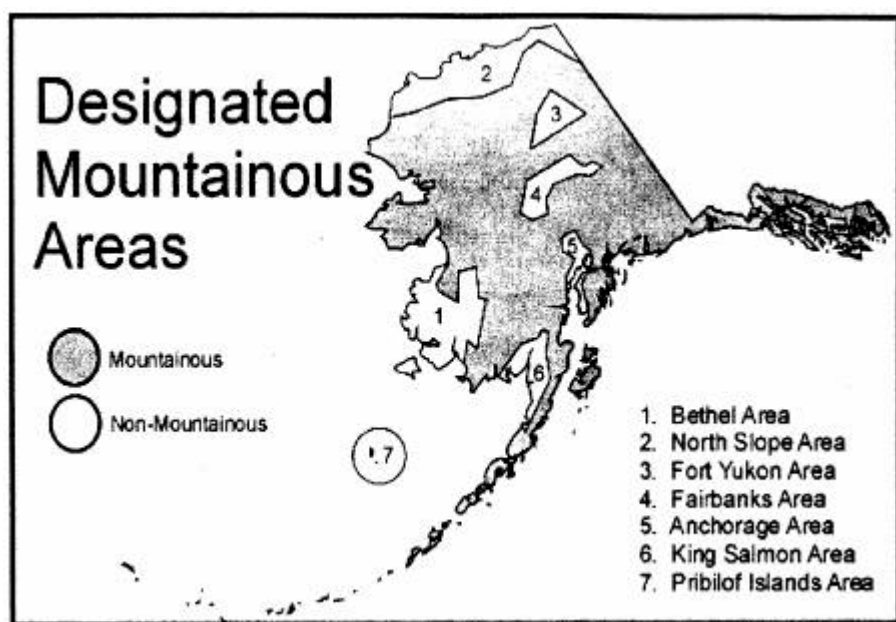 Designated
Mountainous
Areas
Mountainous
Non-Mountainous
1
2
3
4
5
6
7
1. Bethel Area
2. North Slope Area
3. Fort Yukon Area
4. Fairbanks Area
5. Anchorage Area
6. King Salmon Area
7. Pribilof Islands Area